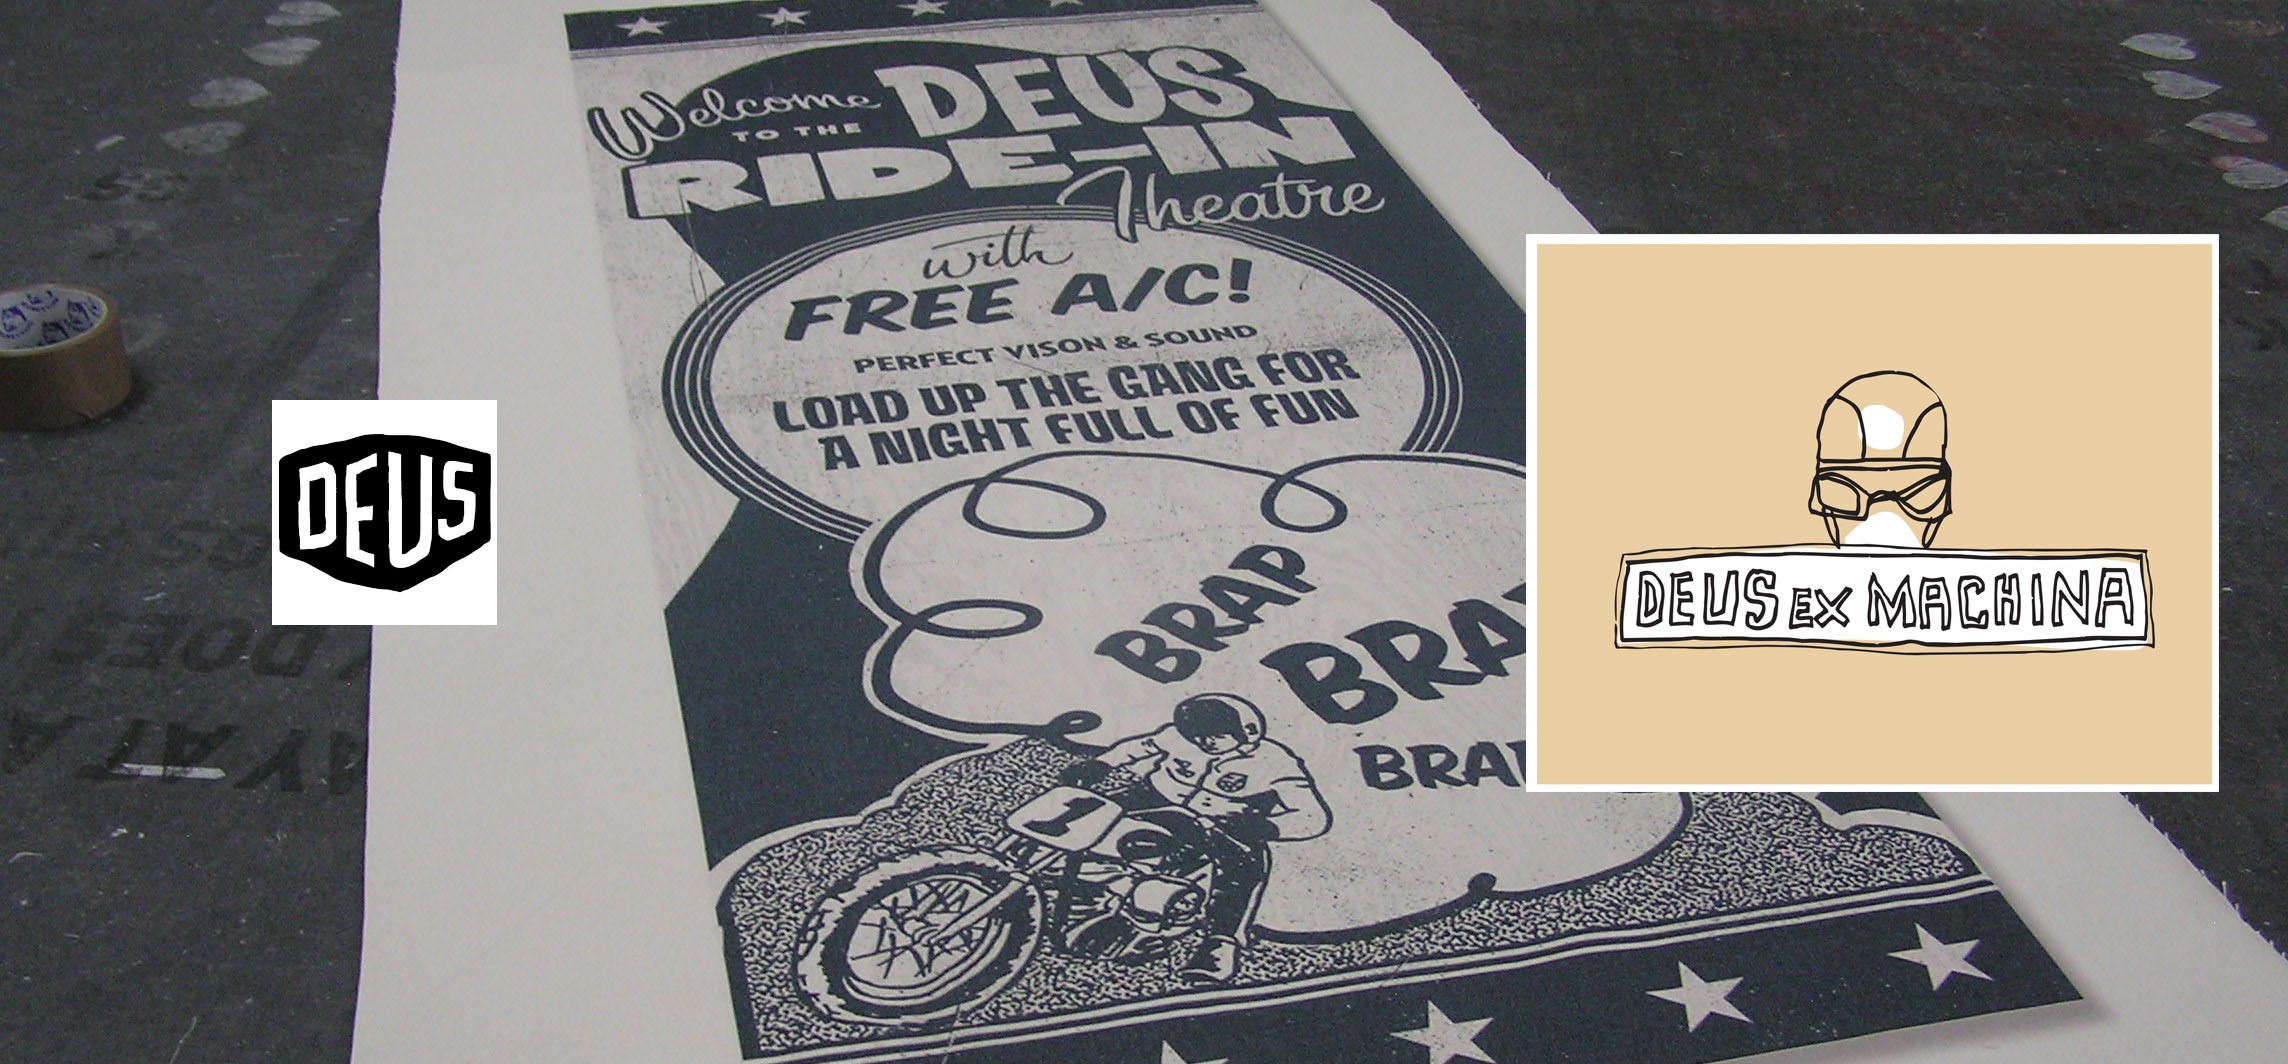 Welcome
TO THE
DEUS
RIDE-IN
Theatre
with
FREE A/C!
PERFECT VISON & SOUND
LOAD UP THE GANG FOR
A NIGHT FULL OF FUN
BRAP
BRAP
1
DEUS
DEUS EX MACHINA